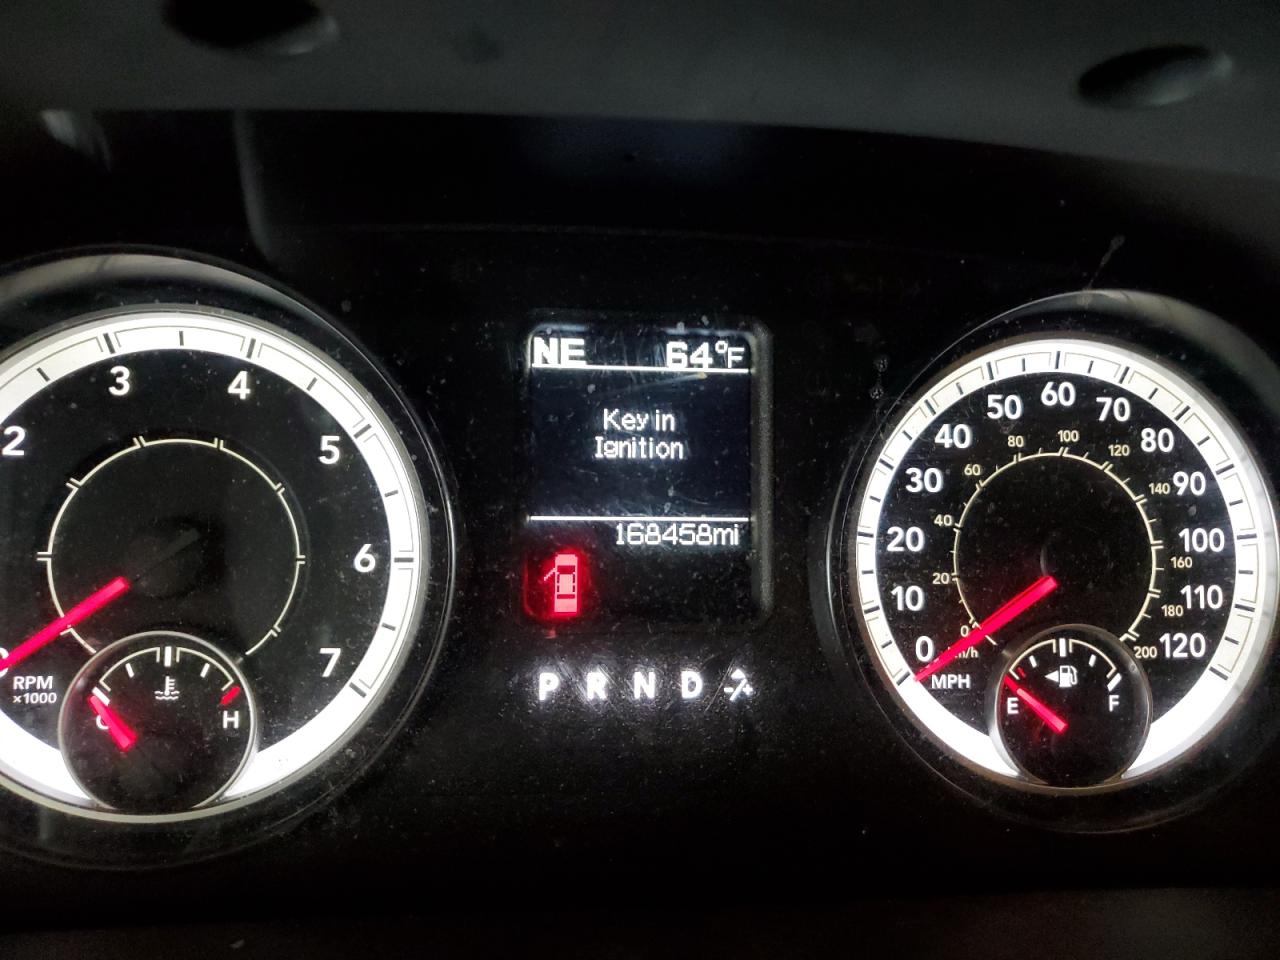 NE 64°F
Key in
Ignition
168458mi
P R N D
2 3 4 5 6 7
RPM
x1000
C H
0 10 20 30 40 50 60 70 80 90 100 110 120
MPH
0 20 40 60 80 100 120 140 160 180 200
km/h
E F